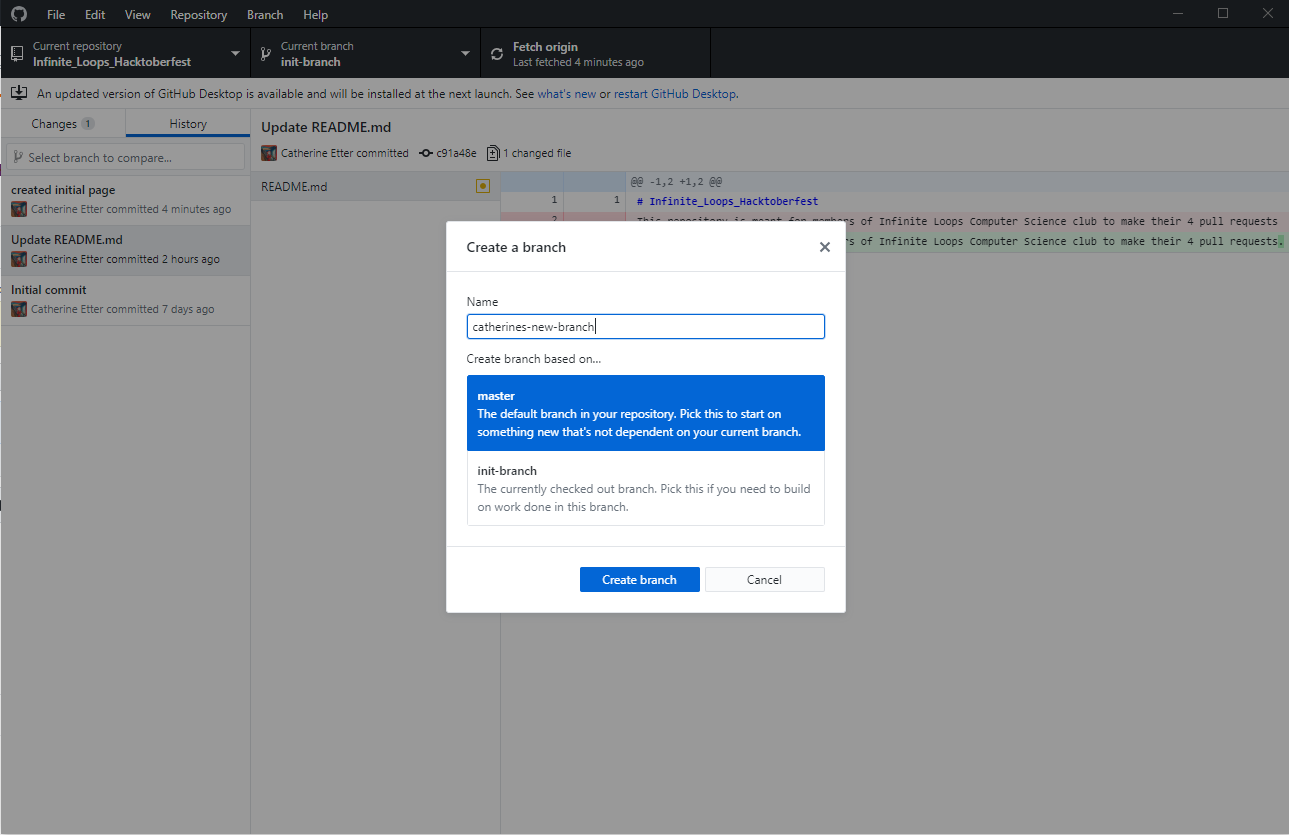 File Edit View Repository Branch Help
Current repository
Infinite_Loops_Hacktoberfest
Current branch
init-branch
Fetch origin
Last fetched 4 minutes ago
An updated version of GitHub Desktop is available and will be installed at the next launch. See what's new or restart GitHub Desktop.
Changes 1
History
Select branch to compare...
created initial page
Catherine Etter committed 4 minutes ago
Update README.md
Catherine Etter committed 2 hours ago
Initial commit
Catherine Etter committed 7 days ago
Update README.md
Catherine Etter committed c91a48e 1 changed file
README.md
@@ -1,2 +1,2 @@
1 1 # Infinite_Loops_Hacktoberfest
2 This repository is meant for members of Infinite Loops Computer Science club to make their 4 pull requests
s of Infinite Loops Computer Science club to make their 4 pull requests.
Create a branch
Name
catherines-new-branch
Create branch based on...
master
The default branch in your repository. Pick this to start on
something new that's not dependent on your current branch.
init-branch
The currently checked out branch. Pick this if you need to build
on work done in this branch.
Create branch
Cancel